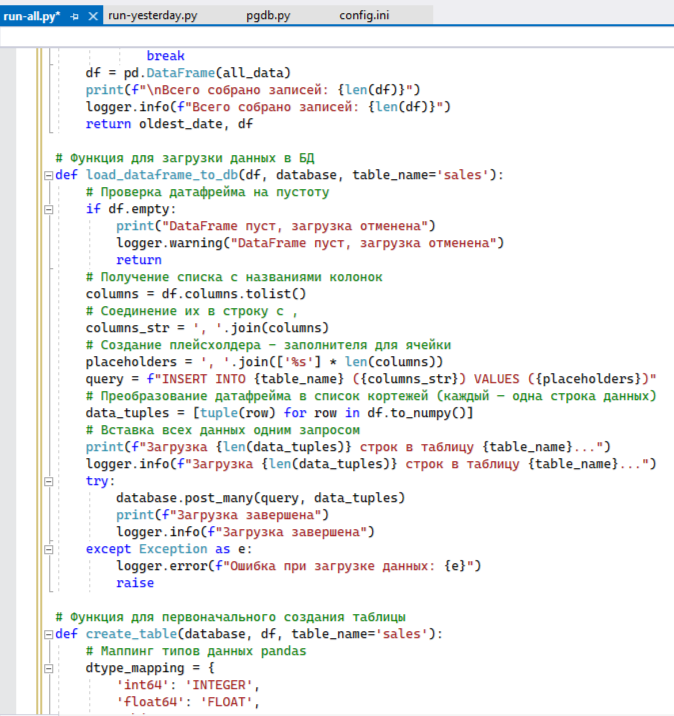 run-all.py* run-yesterday.py pgdb.py config.ini
break
df = pd.DataFrame(all_data)
print(f"\nВсего собрано записей: {len(df)}")
logger.info(f"Всего собрано записей: {len(df)}")
return oldest_date, df
# Функция для загрузки данных в БД
def load_dataframe_to_db(df, database, table_name='sales'):
# Проверка датафрейма на пустоту
if df.empty:
print("DataFrame пуст, загрузка отменена")
logger.warning("DataFrame пуст, загрузка отменена")
return
# Получение списка с названиями колонок
columns = df.columns.tolist()
# Соединение их в строку с ,
columns_str = ', '.join(columns)
# Создание плейсхолдера – заполнителя для ячейки
placeholders = ', '.join(['%s'] * len(columns))
query = f"INSERT INTO {table_name} ({columns_str}) VALUES ({placeholders})"
# Преобразование датафрейма в список кортежей (каждый – одна строка данных)
data_tuples = [tuple(row) for row in df.to_numpy()]
# Вставка всех данных одним запросом
print(f"Загрузка {len(data_tuples)} строк в таблицу {table_name}...")
logger.info(f"Загрузка {len(data_tuples)} строк в таблицу {table_name}...")
try:
database.post_many(query, data_tuples)
print(f"Загрузка завершена")
logger.info(f"Загрузка завершена")
except Exception as e:
logger.error(f"Ошибка при загрузке данных: {e}")
raise
# Функция для первоначального создания таблицы
def create_table(database, df, table_name='sales'):
# Маппинг типов данных pandas
dtype_mapping = {
'int64': 'INTEGER',
'float64': 'FLOAT',